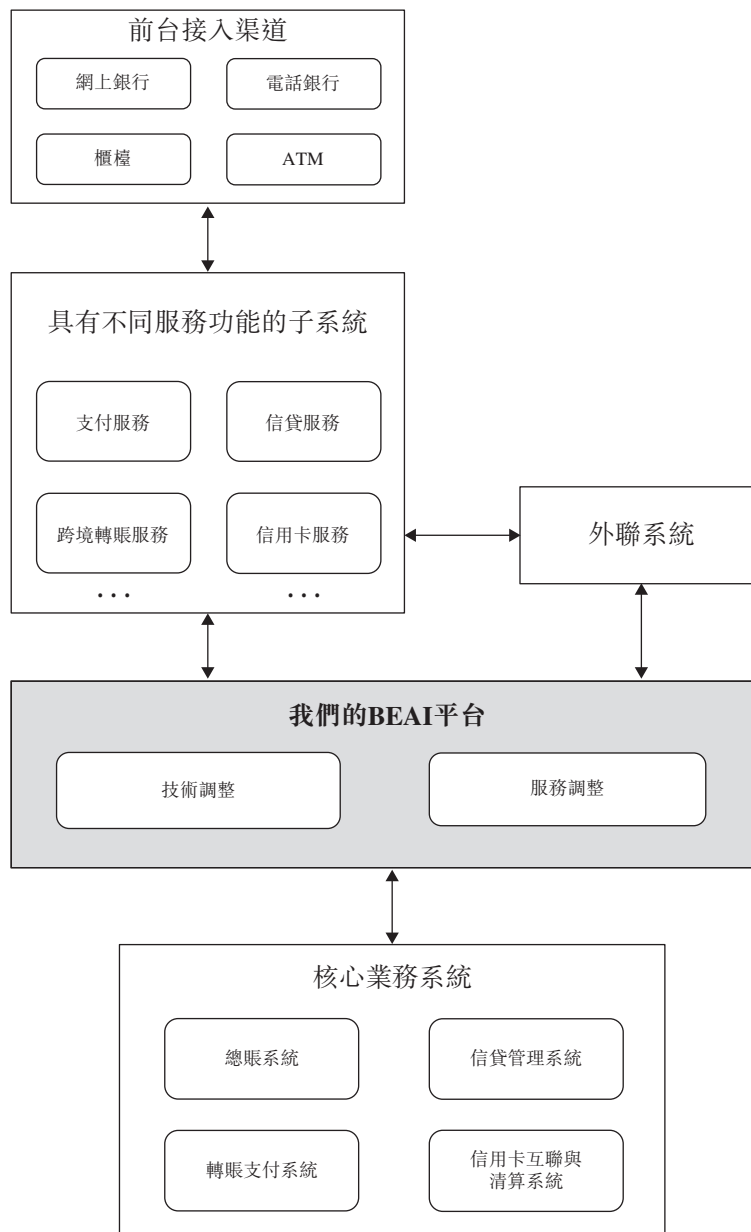 前台接入渠道
網上銀行
電話銀行
櫃檯
ATM
具有不同服務功能的子系統
支付服務
信貸服務
跨境轉賬服務
信用卡服務
...
...
外聯系統
我們的BEAI平台
技術調整
服務調整
核心業務系統
總賬系統
信貸管理系統
轉賬支付系統
信用卡互聯與
清算系統